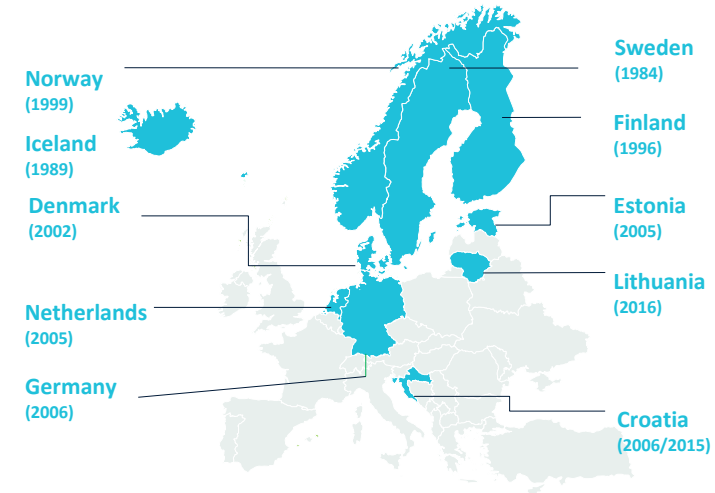 Norway
(1999)
Iceland
(1989)
Denmark
(2002)
Netherlands
(2005)
Germany
(2006)
Sweden
(1984)
Finland
(1996)
Estonia
(2005)
Lithuania
(2016)
Croatia
(2006/2015)